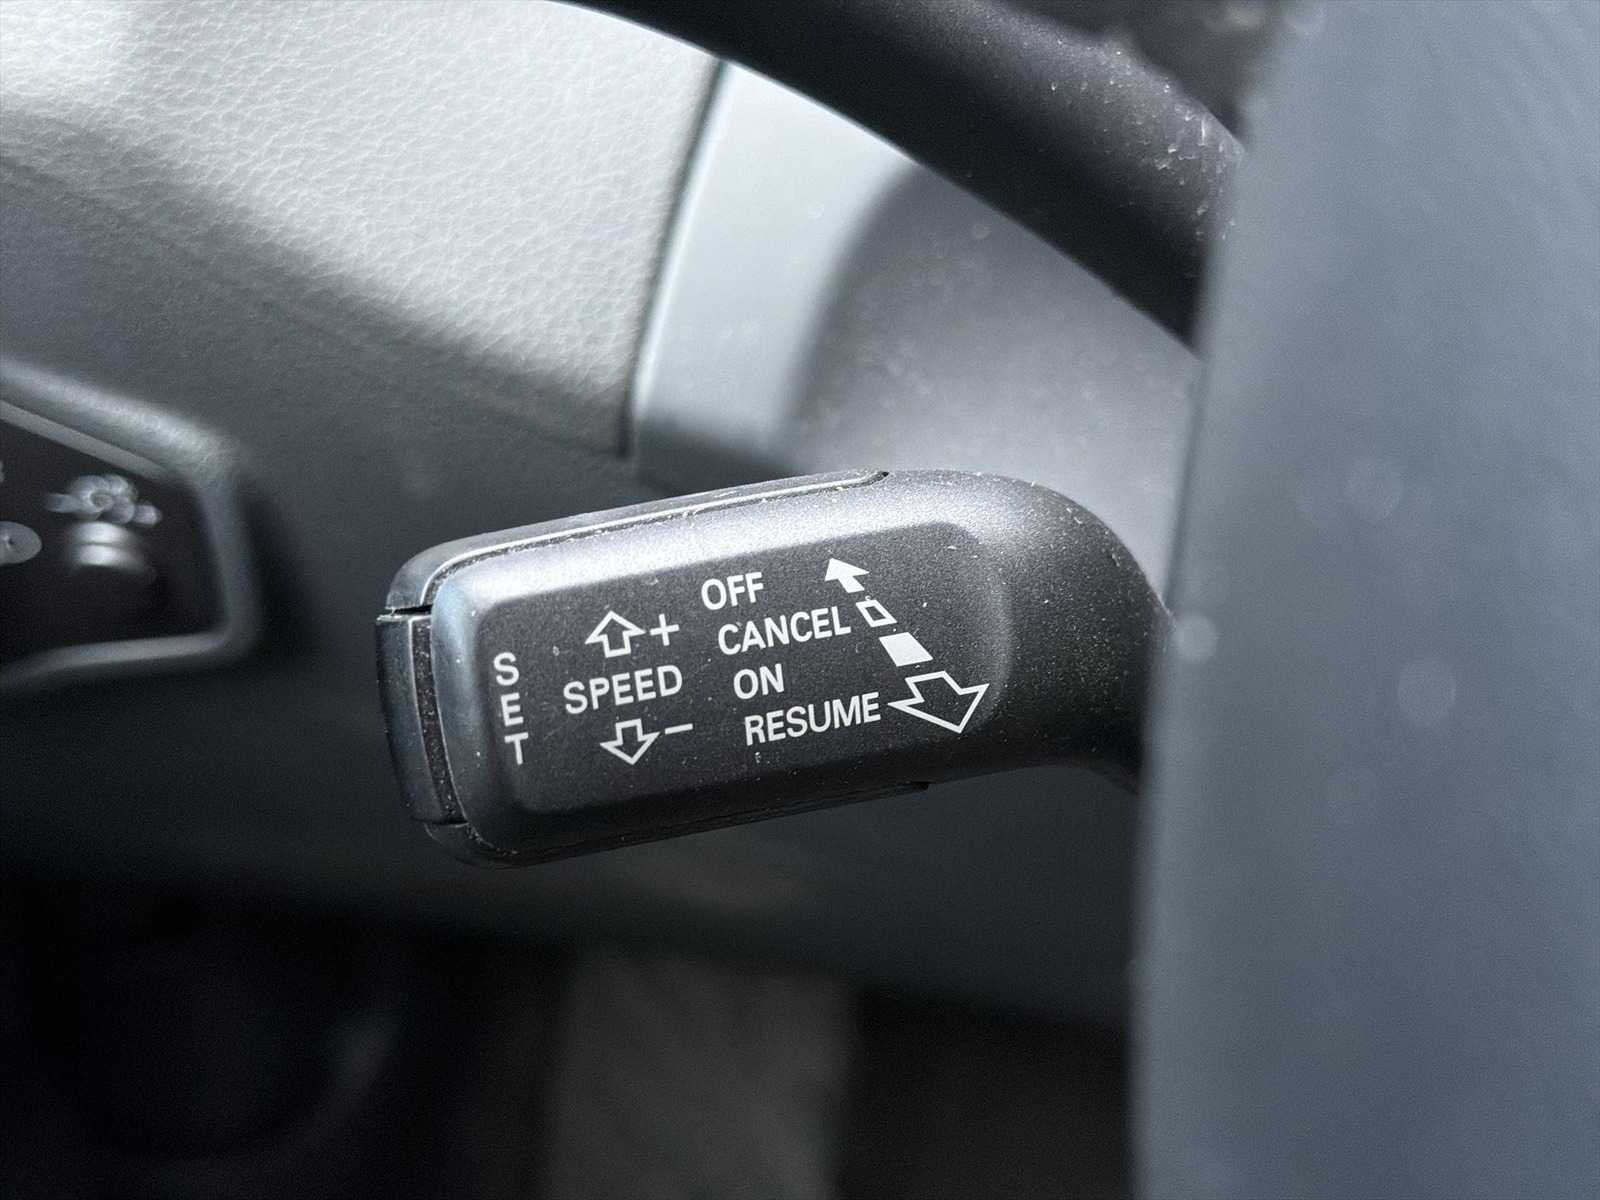 SET
+
SPEED
−
OFF
CANCEL
ON
RESUME